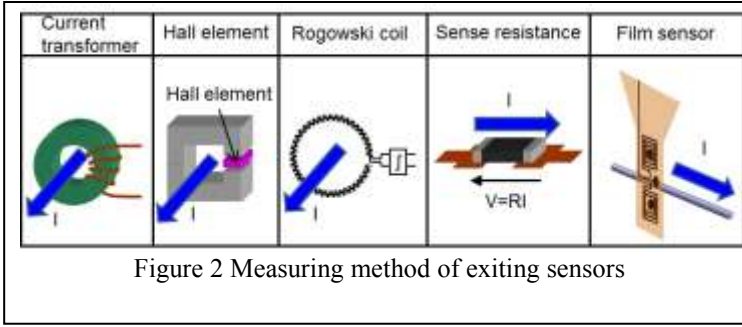 Current
transformer
Hall element
Rogowski coil
Sense resistance
Film sensor
Hall element
I
I
I
∫
I
V=RI
I
Figure 2 Measuring method of exiting sensors